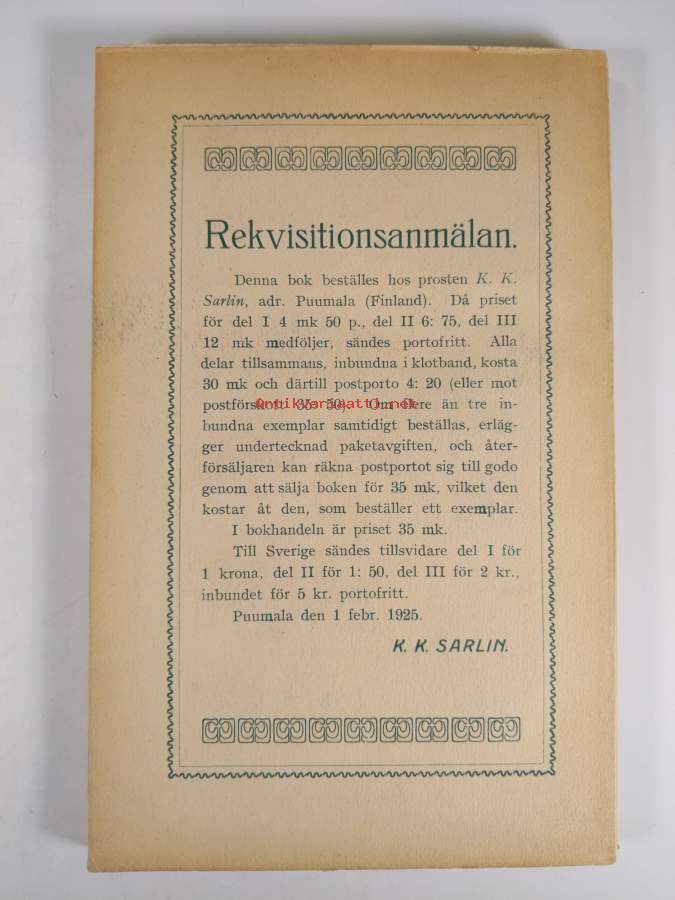 Rekvisitionsanmälan.
Denna bok beställes hos prosten K. K.
Sarlin, adr. Puumala (Finland). Då priset
för del I 4 mk 50 p., del II 6: 75, del III
12 mk medföljer, sändes portofritt. Alla
delar tillsammans, inbundna i klotband, kosta
30 mk och därtill postporto 4: 20 (eller mot
35: 50). Om flere än tre in-
Antikvariaatti.net
bundna exemplar samtidigt beställas, erläg-
ger undertecknad paketavgiften, och åter-
försäljaren kan räkna postportot sig till godo
genom att sälja boken för 35 mk, vilket den
kostar åt den, som beställer ett exemplar.
I bokhandeln är priset 35 mk.
Till Sverige sändes tillsvidare del I för
1 krona, del II för 1: 50, del III för 2 kr.,
inbundet för 5 kr. portofritt.
Puumala den 1 febr. 1925.
K. K. SARLIN.